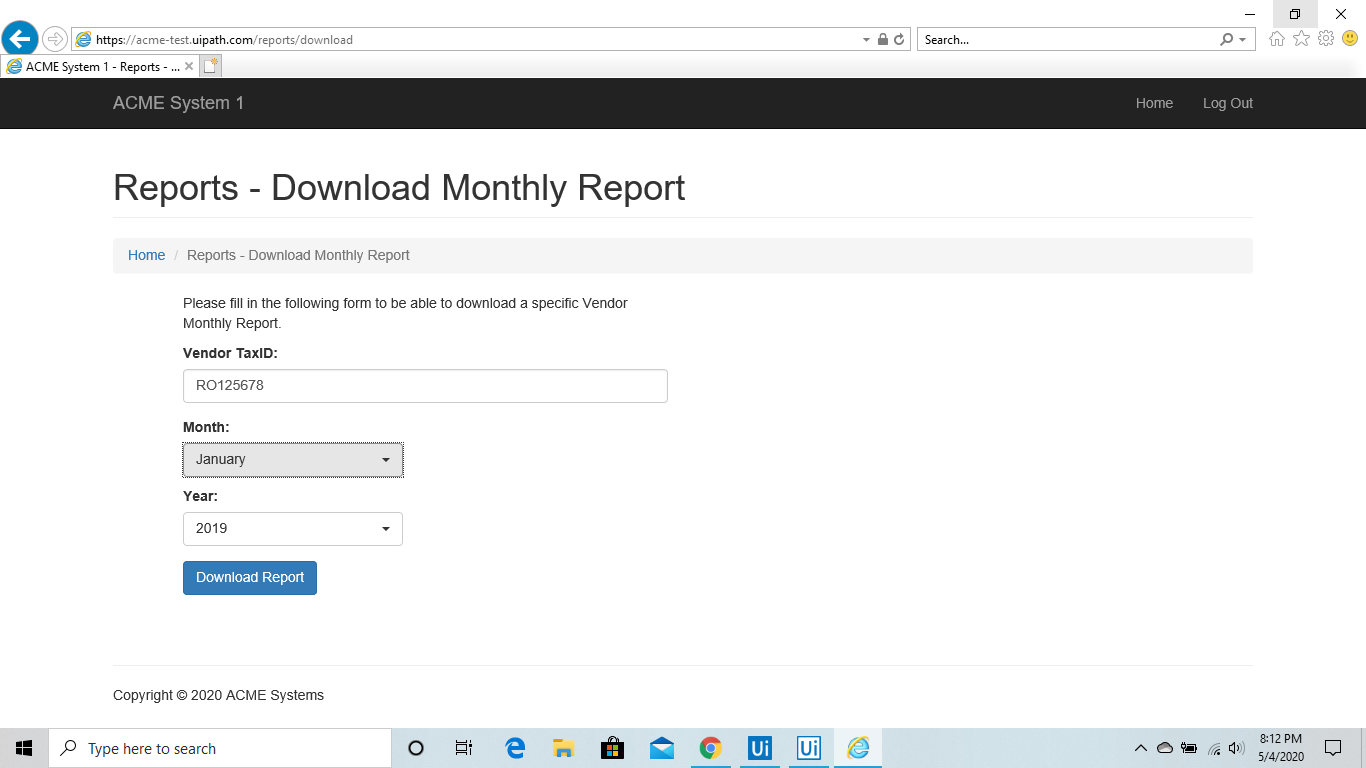 https://acme-test.uipath.com/reports/download
Search...
ACME System 1 - Reports - ...
ACME System 1
Home
Log Out
Reports - Download Monthly Report
Home / Reports - Download Monthly Report
Please fill in the following form to be able to download a specific Vendor
Monthly Report.
Vendor TaxID:
RO125678
Month:
January
Year:
2019
Download Report
Copyright © 2020 ACME Systems
Type here to search
Ui
Ui
8:12 PM
5/4/2020